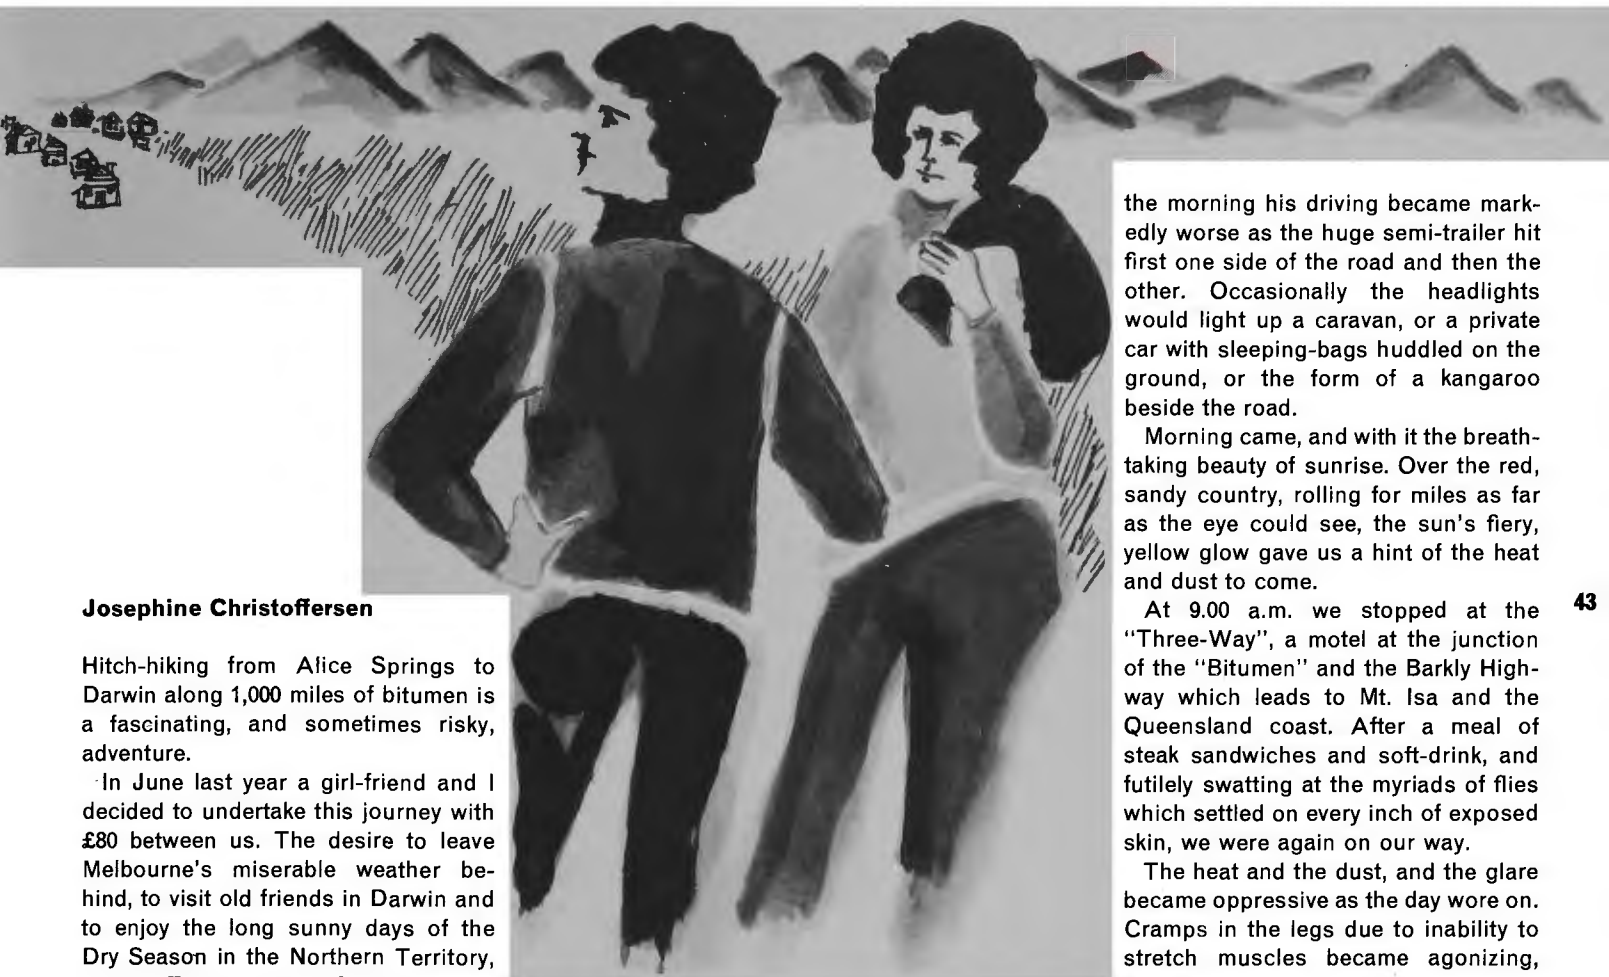 Josephine Christoffersen
Hitch-hiking from Alice Springs to
Darwin along 1,000 miles of bitumen is
a fascinating, and sometimes risky,
adventure.
In June last year a girl-friend and I
decided to undertake this journey with
£80 between us. The desire to leave
Melbourne's miserable weather be-
hind, to visit old friends in Darwin and
to enjoy the long sunny days of the
Dry Season in the Northern Territory,
the morning his driving became mark-
edly worse as the huge semi-trailer hit
first one side of the road and then the
other. Occasionally the headlights
would light up a caravan, or a private
car with sleeping-bags huddled on the
ground, or the form of a kangaroo
beside the road.
Morning came, and with it the breath-
taking beauty of sunrise. Over the red,
sandy country, rolling for miles as far
as the eye could see, the sun's fiery,
yellow glow gave us a hint of the heat
and dust to come.
At 9.00 a.m. we stopped at the
"Three-Way", a motel at the junction
of the "Bitumen" and the Barkly High-
way which leads to Mt. Isa and the
Queensland coast. After a meal of
steak sandwiches and soft-drink, and
futilely swatting at the myriads of flies
which settled on every inch of exposed
skin, we were again on our way.
The heat and the dust, and the glare
became oppressive as the day wore on.
Cramps in the legs due to inability to
stretch muscles became agonizing,
43